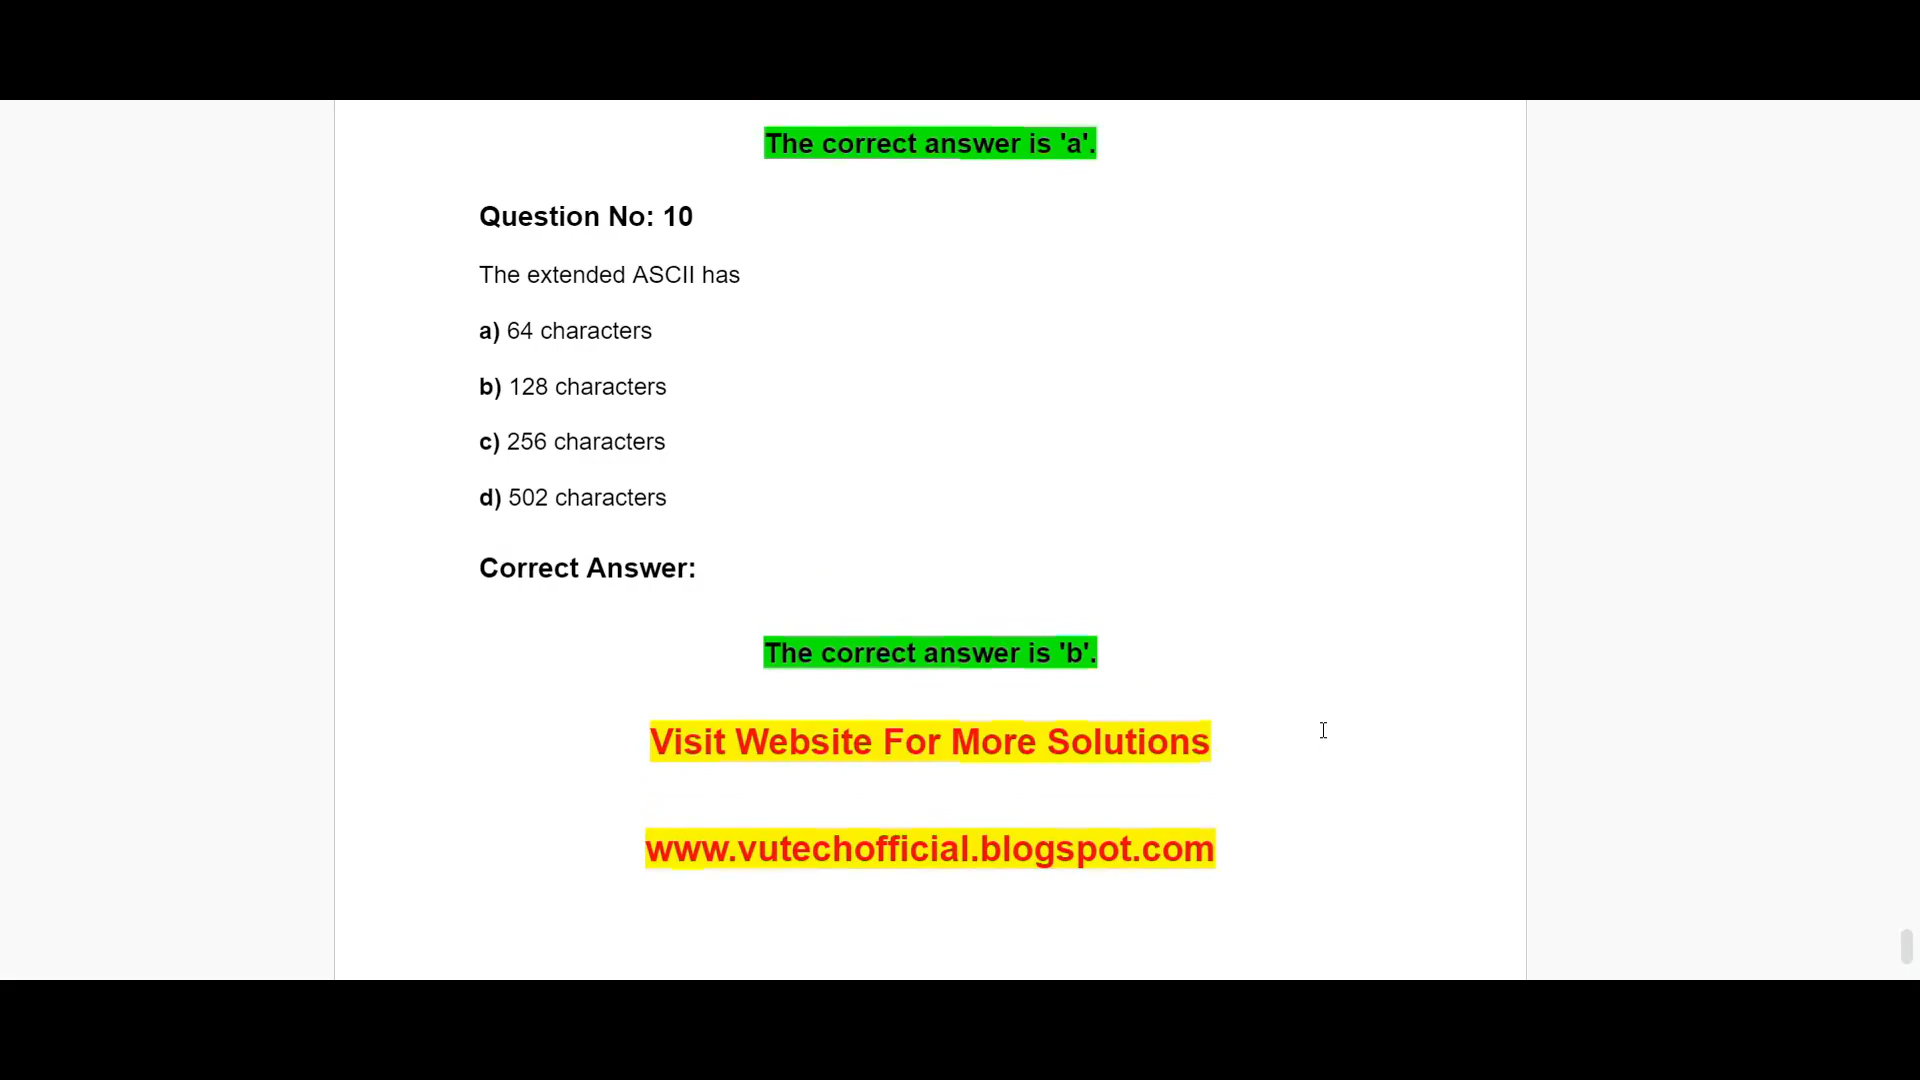 The correct answer is 'a'.
Question No: 10
The extended ASCII has
a) 64 characters
b) 128 characters
c) 256 characters
d) 502 characters
Correct Answer:
The correct answer is 'b'.
Visit Website For More Solutions
www.vutechofficial.blogspot.com